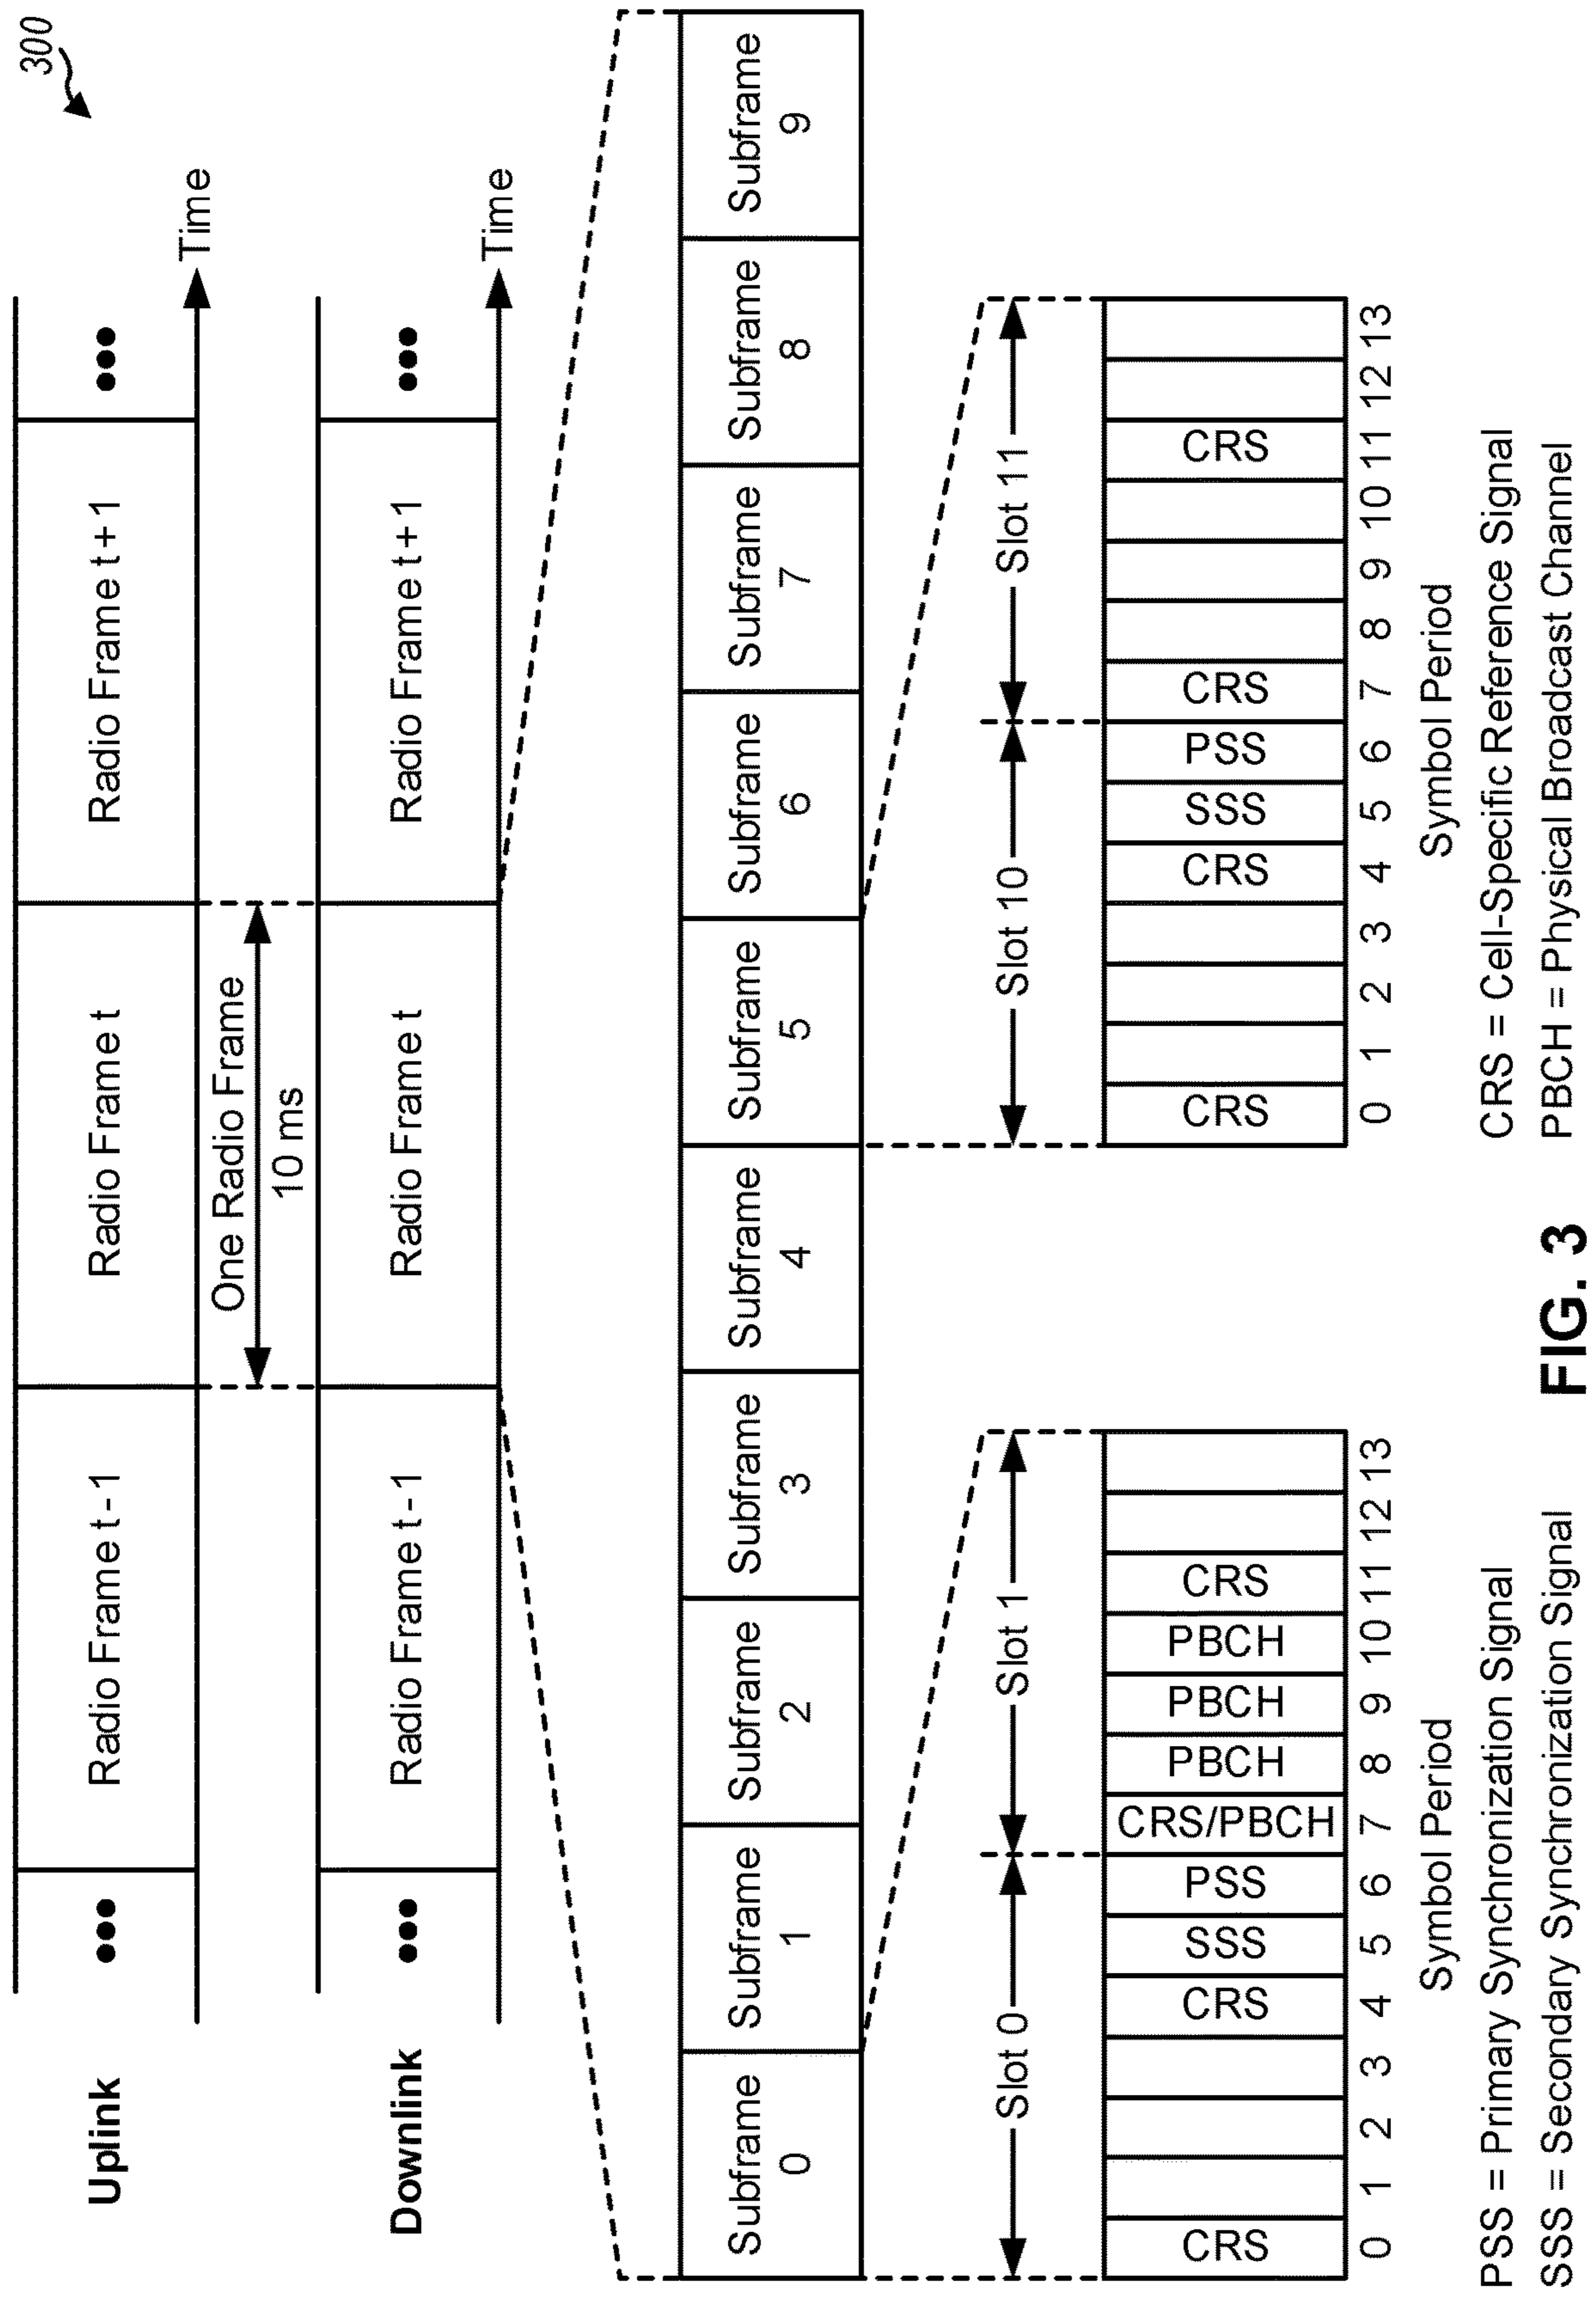 300
Uplink
••• Radio Frame t-1 Radio Frame t Radio Frame t+1 •••
Time
One Radio Frame
10 ms
Downlink
••• Radio Frame t-1 Radio Frame t Radio Frame t+1 •••
Time
Subframe Subframe Subframe Subframe Subframe Subframe Subframe Subframe Subframe Subframe
0 1 2 3 4 5 6 7 8 9
Slot 0 Slot 1
CRS CRS SSS PSS CRS/PBCH PBCH PBCH PBCH CRS
0 1 2 3 4 5 6 7 8 9 10 11 12 13
Symbol Period
Slot 10 Slot 11
CRS CRS SSS PSS CRS CRS
0 1 2 3 4 5 6 7 8 9 10 11 12 13
Symbol Period
PSS = Primary Synchronization Signal
SSS = Secondary Synchronization Signal
CRS = Cell-Specific Reference Signal
PBCH = Physical Broadcast Channel
FIG. 3